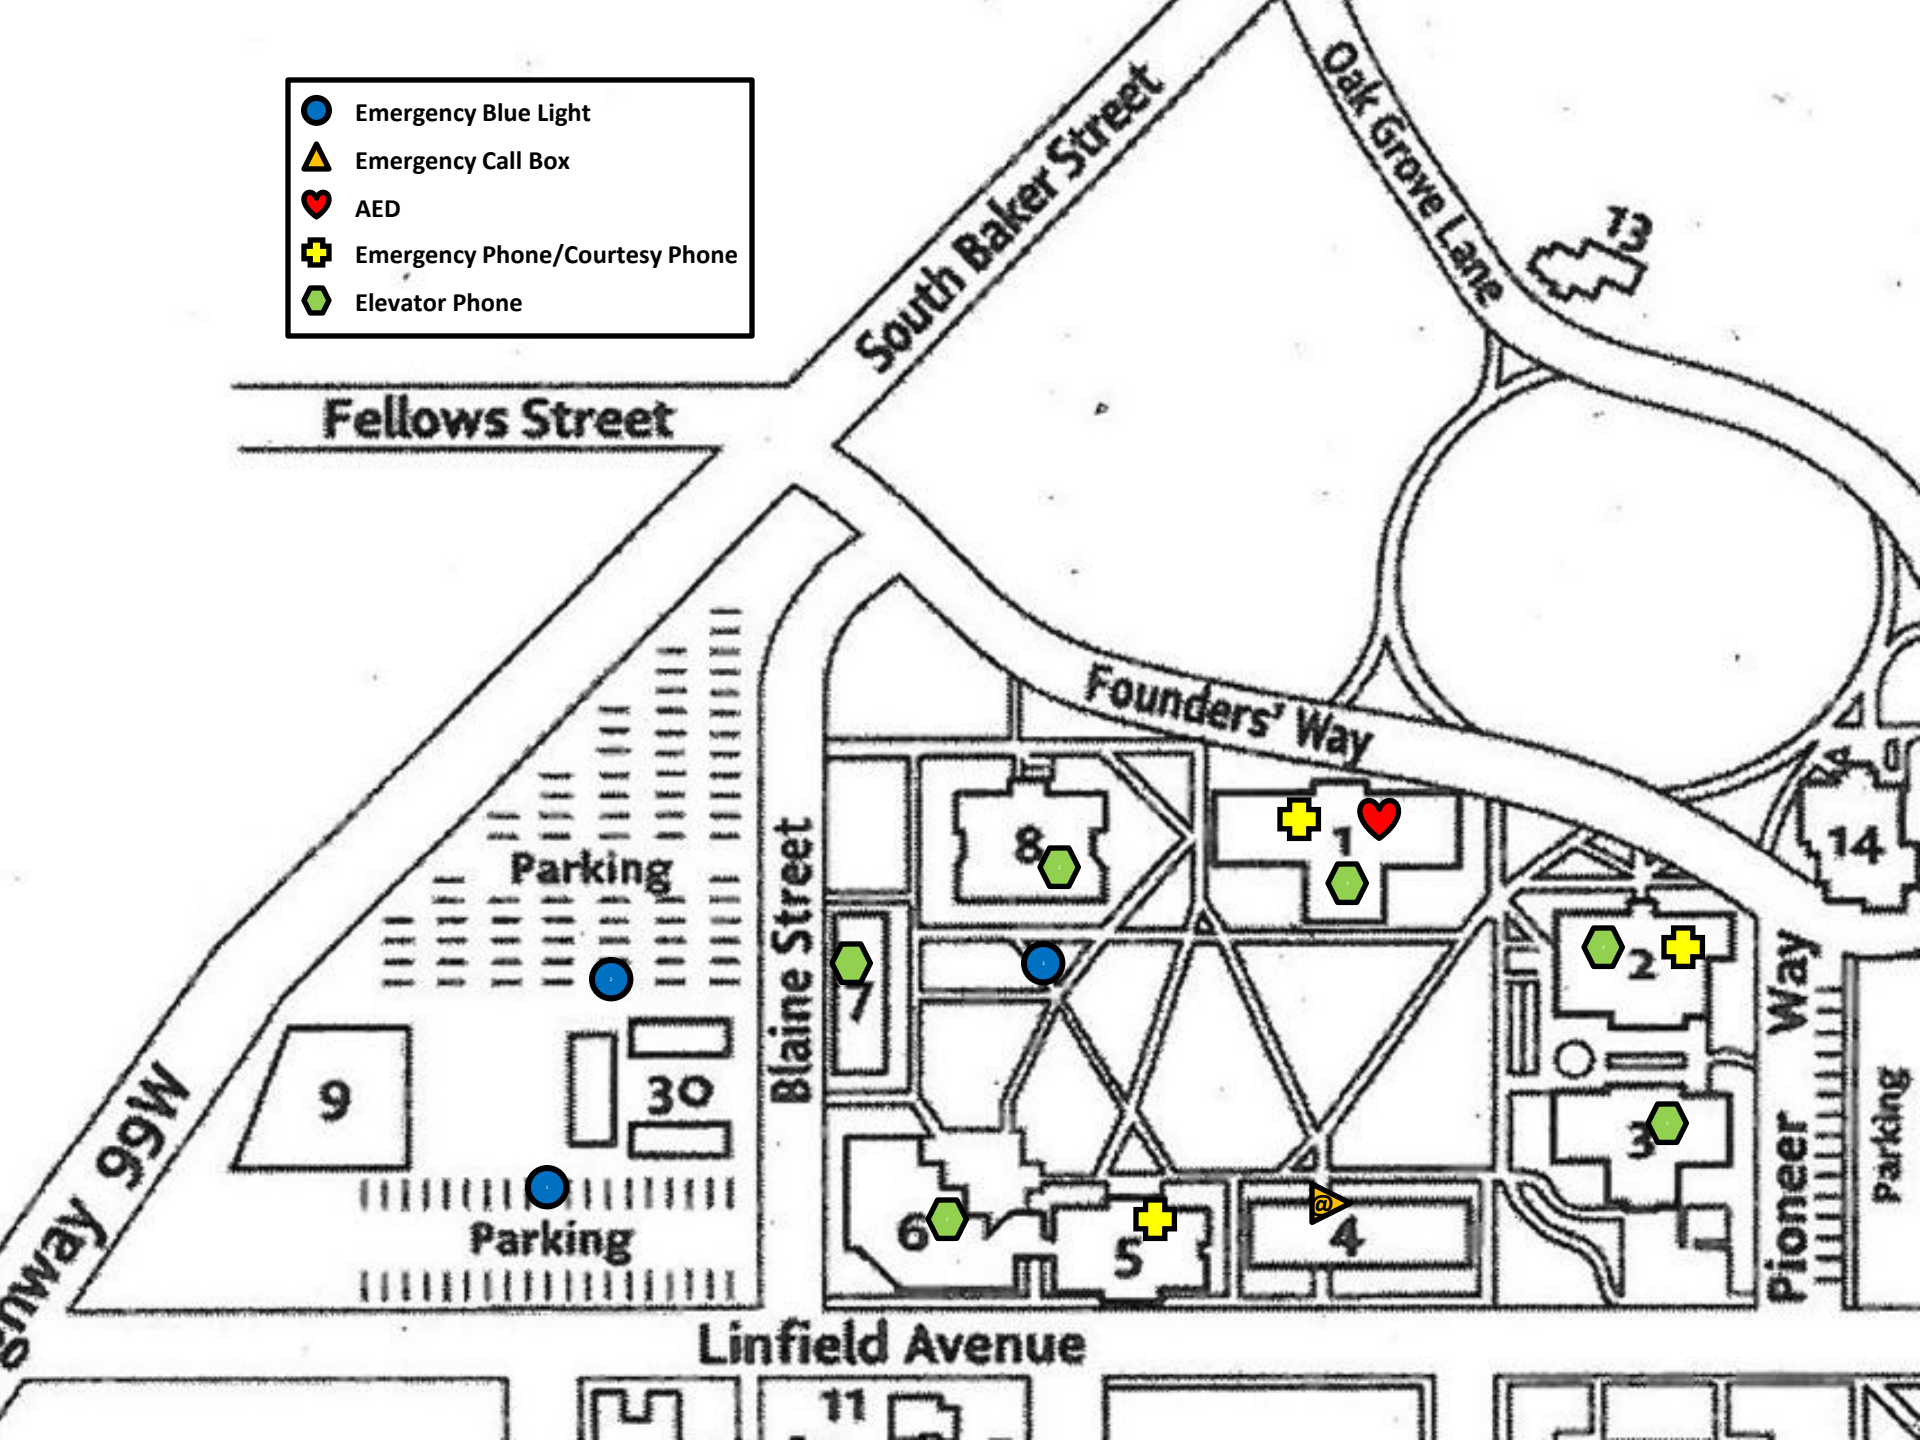 Emergency Blue Light
Emergency Call Box
AED
Emergency Phone/Courtesy Phone
Elevator Phone
South Baker Street
Oak Grove Lane
13
Fellows Street
Founders' Way
Parking
Blaine Street
8
1
14
7
2
Pioneer Way
Parking
9
30
3
99W
Parking
6
5
@
4
Linfield Avenue
11